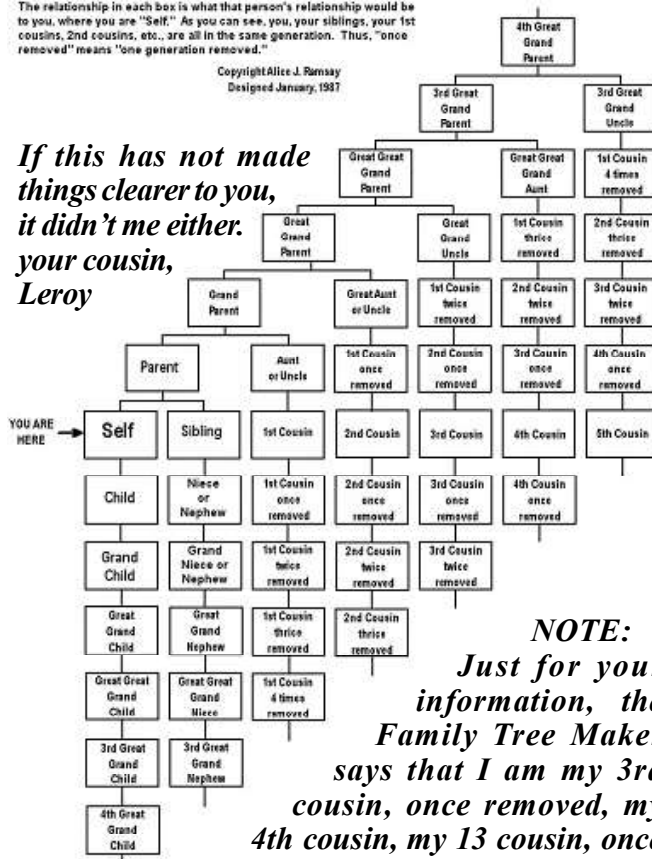 The relationship in each box is what that person's relationship would be
to you, where you are "Self." As you can see, you, your siblings, your 1st
cousins, 2nd cousins, etc., are all in the same generation. Thus, "once
removed" means "one generation removed."
Copyright Alice J. Ramsay
Designed January, 1987
If this has not made
things clearer to you,
it didn't me either.
your cousin,
Leroy
4th Great
Grand
Parent
3rd Great
Grand
Parent
3rd Great
Grand
Uncle
Great Great
Grand
Parent
Great Great
Grand
Aunt
1st Cousin
4 times
removed
Great
Grand
Parent
Great
Grand
Uncle
1st Cousin
thrice
removed
2nd Cousin
thrice
removed
Grand
Parent
Great Aunt
or Uncle
1st Cousin
twice
removed
2nd Cousin
twice
removed
3rd Cousin
twice
removed
Parent
Aunt
or Uncle
1st Cousin
once
removed
2nd Cousin
once
removed
3rd Cousin
once
removed
4th Cousin
once
removed
YOU ARE
HERE
Self
Sibling
1st Cousin
2nd Cousin
3rd Cousin
4th Cousin
5th Cousin
Child
Niece
or
Nephew
1st Cousin
once
removed
2nd Cousin
once
removed
3rd Cousin
once
removed
4th Cousin
once
removed
Grand
Child
Grand
Niece or
Nephew
1st Cousin
twice
removed
2nd Cousin
twice
removed
3rd Cousin
twice
removed
Great
Grand
Child
Great
Grand
Nephew
1st Cousin
thrice
removed
2nd Cousin
thrice
removed
Great Great
Grand
Child
Great Great
Grand
Niece
1st Cousin
4 times
removed
3rd Great
Grand
Child
3rd Great
Grand
Nephew
4th Great
Grand
Child
NOTE:
Just for you
information, the
Family Tree Make
says that I am my 3rd
cousin, once removed, my
4th cousin, my 13 cousin, once